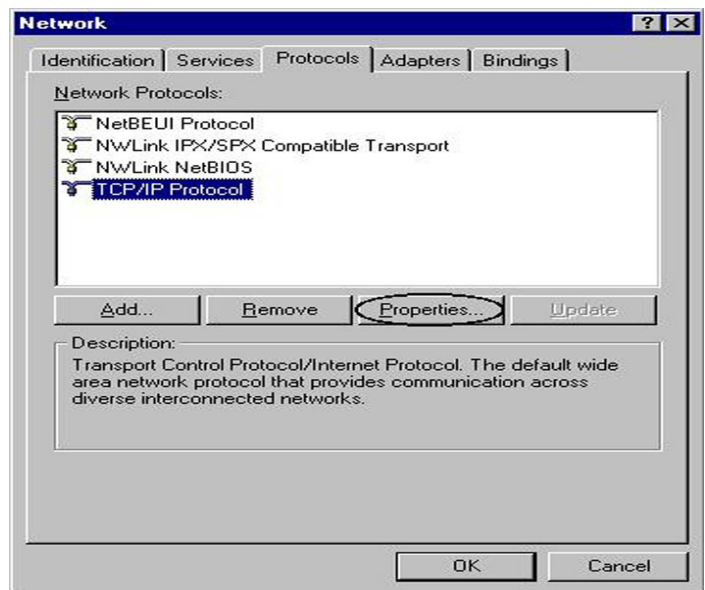 Network
Identification Services Protocols Adapters Bindings
Network Protocols:
NetBEUI Protocol
NWLink IPX/SPX Compatible Transport
NWLink NetBIOS
TCP/IP Protocol
Add... Remove Properties... Update
Description:
Transport Control Protocol/Internet Protocol. The default wide
area network protocol that provides communication across
diverse interconnected networks.
OK Cancel